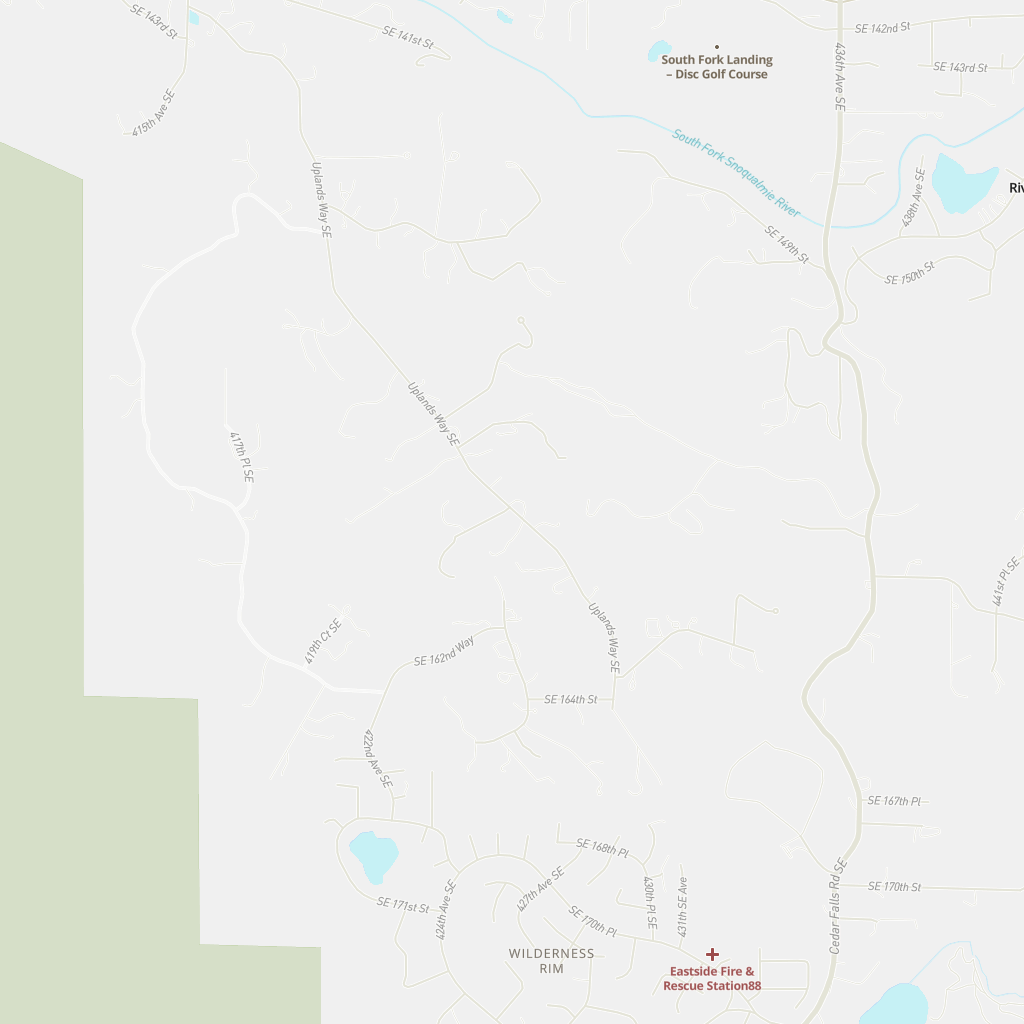 SE 143rd St
SE 141st St
South Fork Landing
– Disc Golf Course
SE 142nd St
SE 143rd St
436th Ave SE
415th Ave SE
South Fork Snoqualmie River
Uplands Way SE
438th Ave SE
Riv
SE 149th St
SE 150th St
Uplands Way SE
417th Pl SE
441st Pl SE
Uplands Way SE
419th Ct SE
SE 162nd Way
SE 164th St
422nd Ave SE
SE 167th Pl
SE 168th Pl
SE 170th St
Cedar Falls Rd SE
427th Ave SE
430th Pl SE
431th SE Ave
424th Ave SE
SE 171st St
SE 170th Pl
WILDERNESS
RIM
Eastside Fire &
Rescue Station88